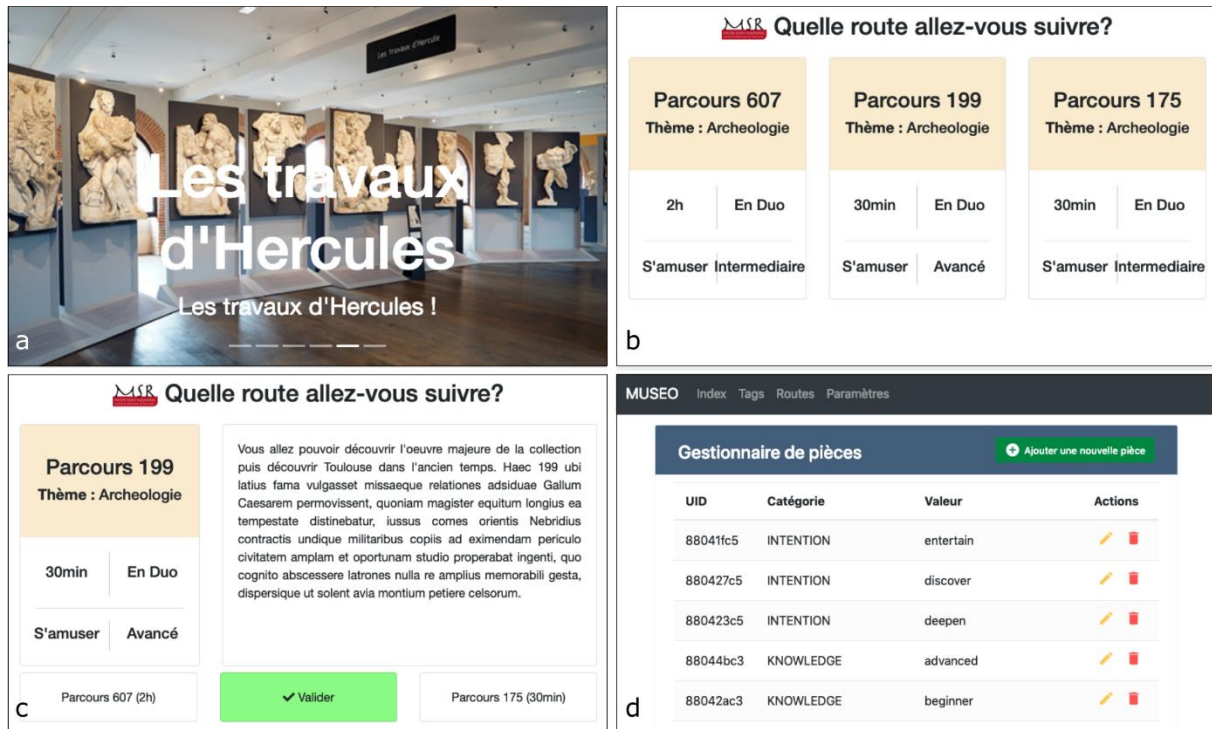 Les Travaux d'Hercule
Les travaux
d'Hercules
Les travaux d'Hercules !
a
MSR Quelle route allez-vous suivre?
Parcours 607
Thème : Archeologie
2h En Duo
S'amuser Intermediaire
Parcours 199
Thème : Archeologie
30min En Duo
S'amuser Avancé
Parcours 175
Thème : Archeologie
30min En Duo
S'amuser Intermediaire
b
MSR Quelle route allez-vous suivre?
Parcours 199
Thème : Archeologie
30min En Duo
S'amuser Avancé
Vous allez pouvoir découvrir l'oeuvre majeure de la collection
puis découvrir Toulouse dans l'ancien temps. Haec 199 ubi
latius fama vulgasset missaeque relationes adsiduae Gallum
Caesarem permovissent, quoniam magister equitum longius ea
tempestate distinebatur, iussus comes orientis Nebridius
contractis undique militaribus copiis ad eximendam periculo
civitatem amplam et oportunam studio properabat ingenti, quo
cognito abscessere latrones nulla re amplius memorabili gesta,
dispersique ut solent avia montium petiere celsorum.
Parcours 607 (2h)
Valider
Parcours 175 (30min)
c
MUSEO Index Tags Routes Paramètres
Gestionnaire de pièces
Ajouter une nouvelle pièce
UID Catégorie Valeur Actions
88041fc5 INTENTION entertain
880427c5 INTENTION discover
880423c5 INTENTION deepen
88044bc3 KNOWLEDGE advanced
88042ac3 KNOWLEDGE beginner
d